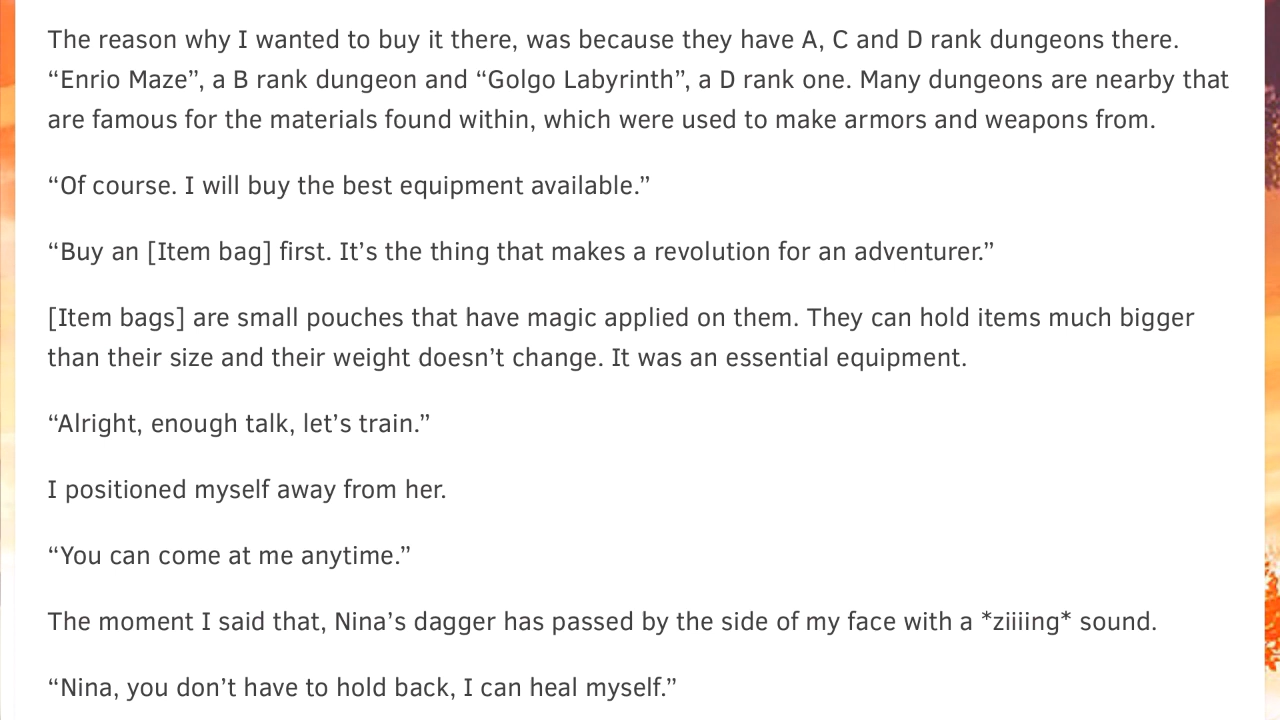 The reason why I wanted to buy it there, was because they have A, C and D rank dungeons there.
“Enrio Maze”, a B rank dungeon and “Golgo Labyrinth”, a D rank one. Many dungeons are nearby that
are famous for the materials found within, which were used to make armors and weapons from.
“Of course. I will buy the best equipment available.”
“Buy an [Item bag] first. It’s the thing that makes a revolution for an adventurer.”
[Item bags] are small pouches that have magic applied on them. They can hold items much bigger
than their size and their weight doesn’t change. It was an essential equipment.
“Alright, enough talk, let’s train.”
I positioned myself away from her.
“You can come at me anytime.”
The moment I said that, Nina’s dagger has passed by the side of my face with a *ziiiing* sound.
“Nina, you don’t have to hold back, I can heal myself.”